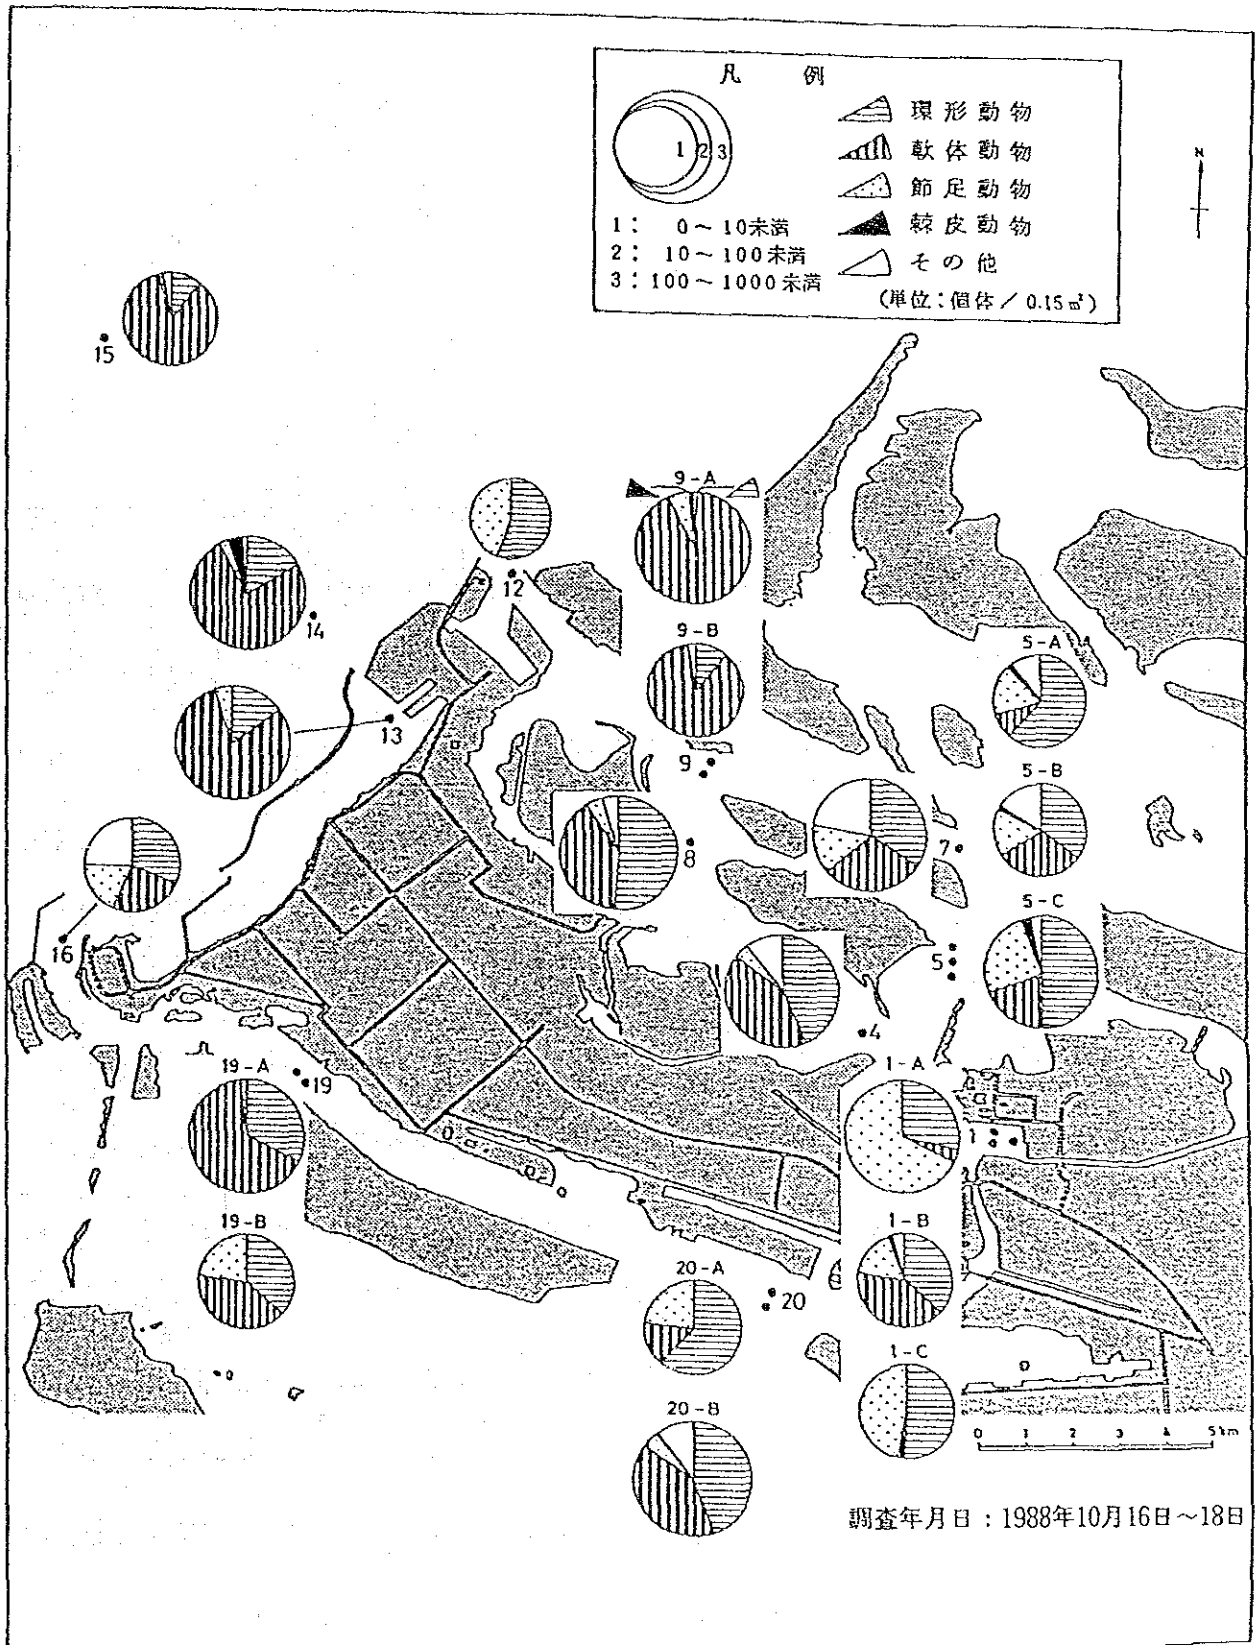 凡 例
1 2 3
環形動物
軟体動物
節足動物
棘皮動物
その他
1: 0～10未満
2: 10～100未満
3: 100～1000未満
(単位:個体/0.15㎡)
N
15
9-A
12
14
9-B
5-A
13
9
5-B
8
7
16
5-C
5
4
19-A
19
1-A
1
19-B
1-B
20-A
20
1-C
20-B
0 1 2 3 4 5km
調査年月日:1988年10月16日～18日